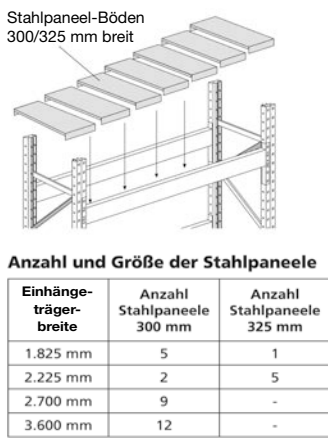 Stahlpaneel-Böden
300/325 mm breit
Anzahl und Größe der Stahlpaneele
Einhänge-
träger-
breite
Anzahl
Stahlpaneele
300 mm
Anzahl
Stahlpaneele
325 mm
1.825 mm 5 1
2.225 mm 2 5
2.700 mm 9 -
3.600 mm 12 -